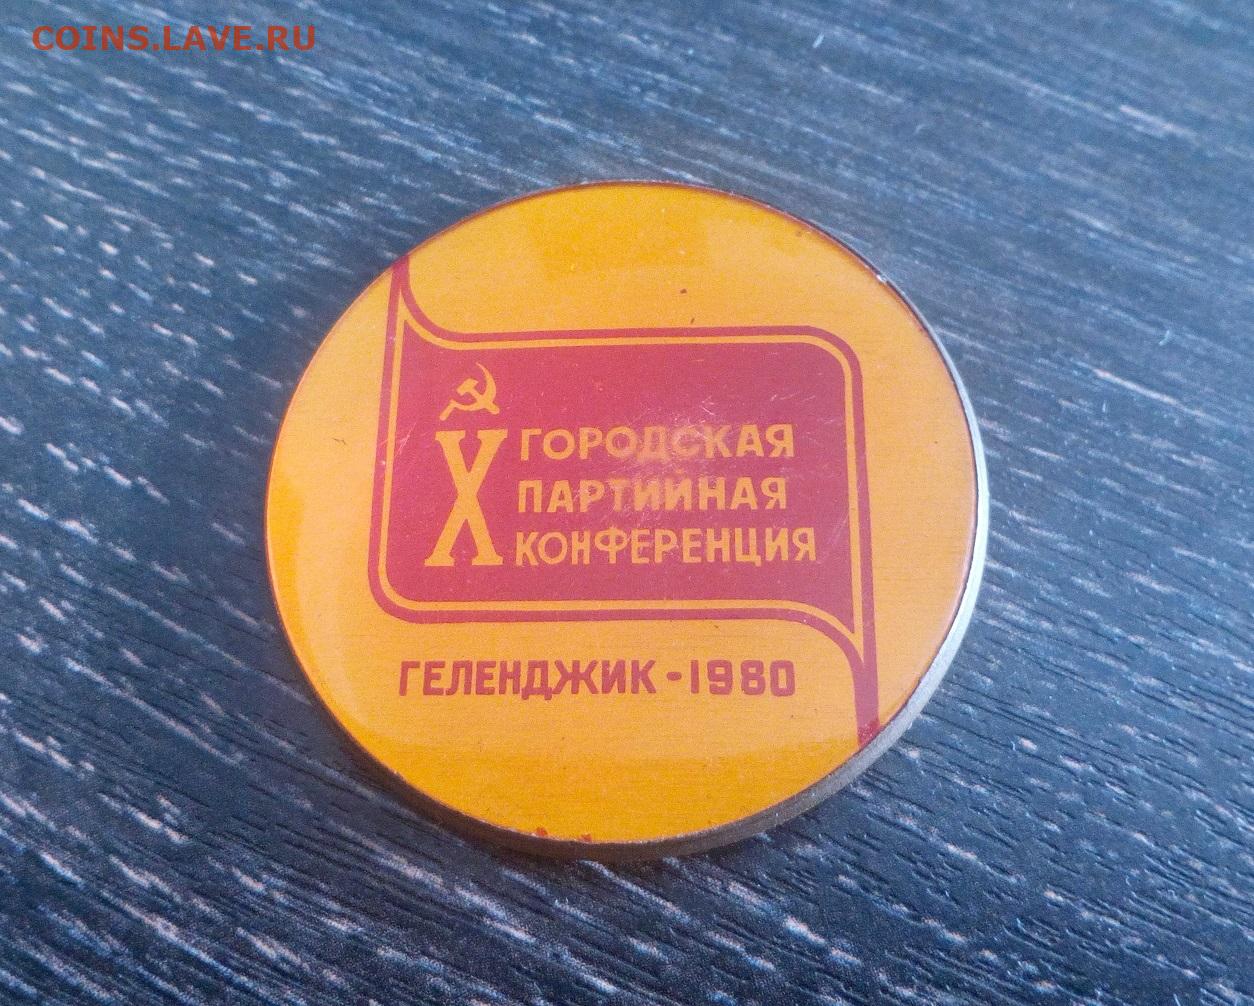 COINS.LAVE.RU
X ГОРОДСКАЯ
ПАРТИЙНАЯ
КОНФЕРЕНЦИЯ
ГЕЛЕНДЖИК - 1980